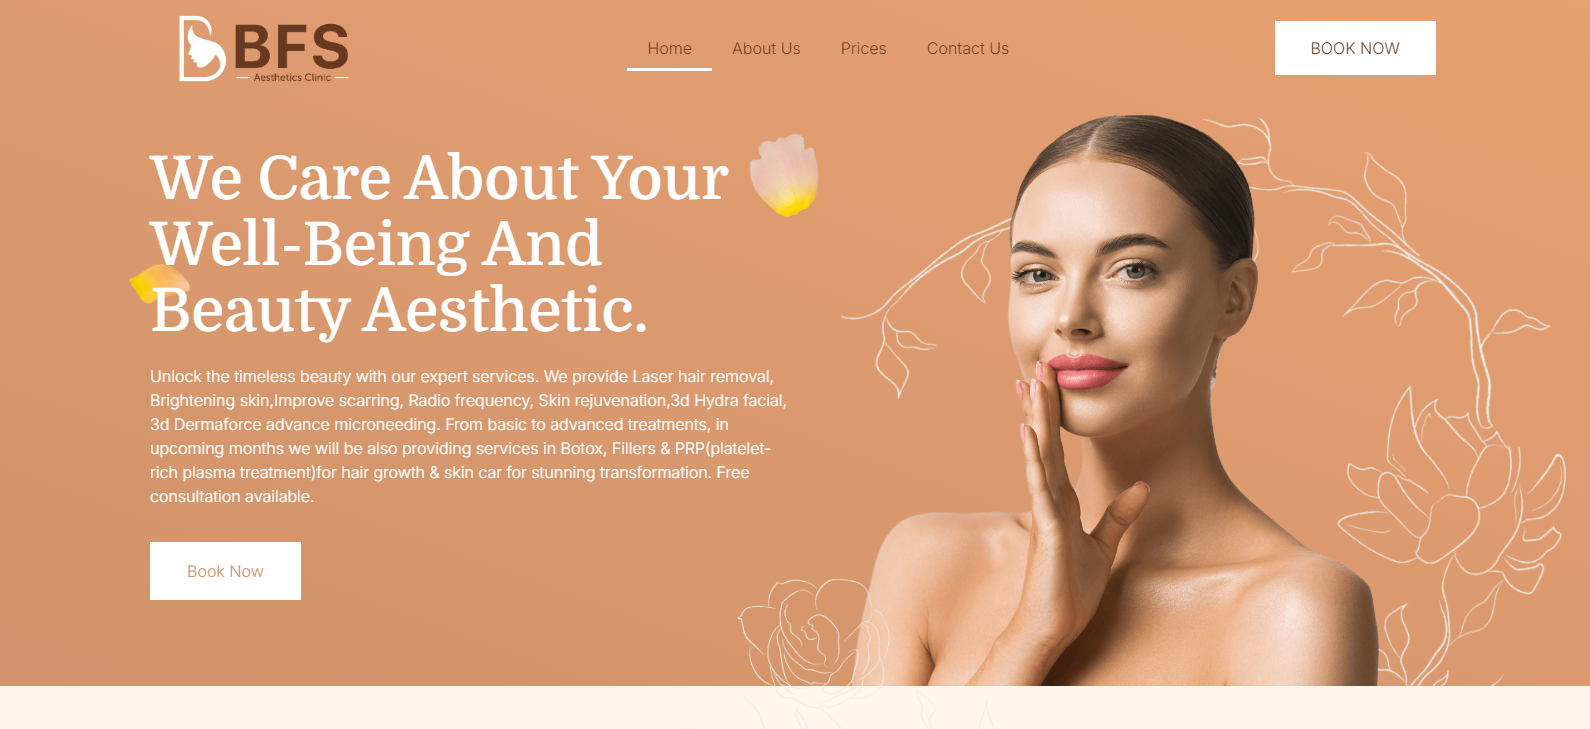 BFS
Aesthetics Clinic
Home
About Us
Prices
Contact Us
BOOK NOW
We Care About Your
Well-Being And
Beauty Aesthetic.
Unlock the timeless beauty with our expert services. We provide Laser hair removal,
Brightening skin,Improve scarring, Radio frequency, Skin rejuvenation,3d Hydra facial,
3d Dermaforce advance microneeding. From basic to advanced treatments, in
upcoming months we will be also providing services in Botox, Fillers & PRP(platelet-
rich plasma treatment)for hair growth & skin car for stunning transformation. Free
consultation available.
Book Now